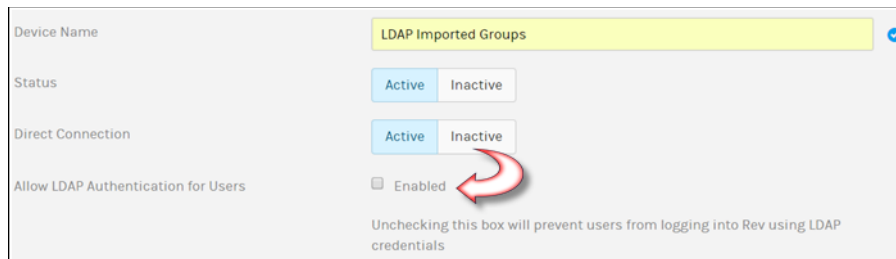 Device Name LDAP Imported Groups
Status Active Inactive
Direct Connection Active Inactive
Allow LDAP Authentication for Users Enabled
Unchecking this box will prevent users from logging into Rev using LDAP
credentials